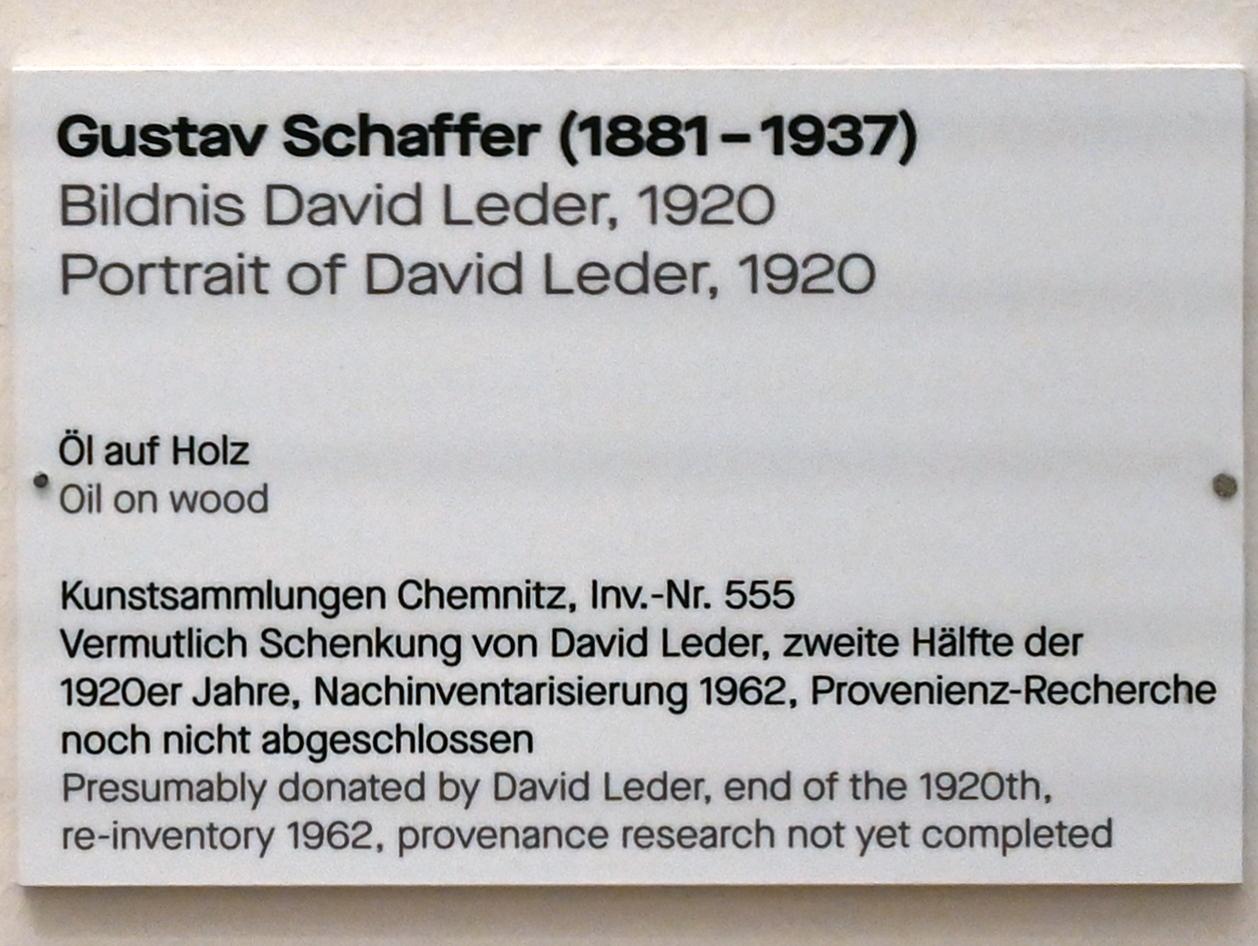 Gustav Schaffer (1881 – 1937)
Bildnis David Leder, 1920
Portrait of David Leder, 1920
Öl auf Holz
Oil on wood
Kunstsammlungen Chemnitz, Inv.-Nr. 555
Vermutlich Schenkung von David Leder, zweite Hälfte der
1920er Jahre, Nachinventarisierung 1962, Provenienz-Recherche
noch nicht abgeschlossen
Presumably donated by David Leder, end of the 1920th,
re-inventory 1962, provenance research not yet completed